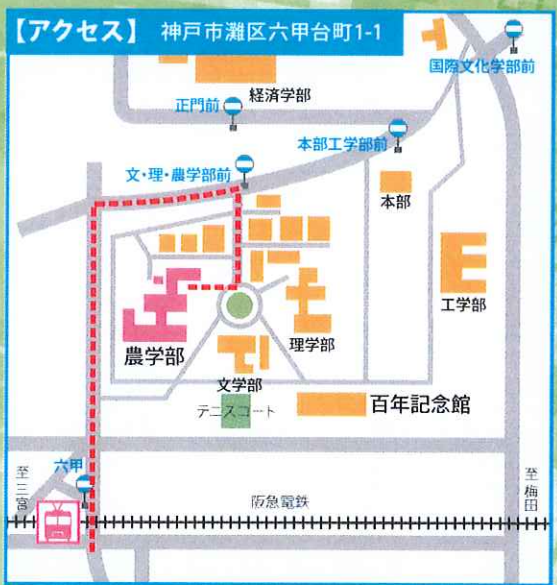 【アクセス】 神戸市灘区六甲台町1-1
国際文化学部前
経済学部
正門前
本部工学部前
文・理・農学部前
本部
工学部
農学部
理学部
文学部
テニスコート
百年記念館
六甲
至三宮
阪急電鉄
至梅田